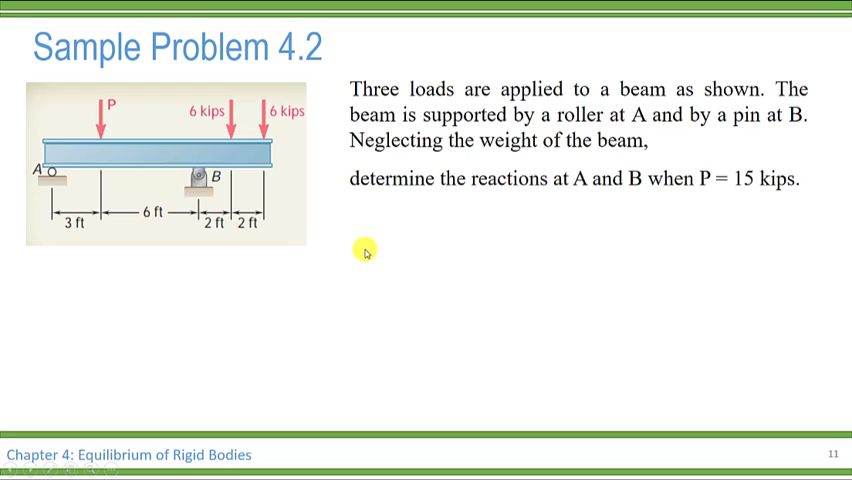 Sample Problem 4.2
P
6 kips
6 kips
A
B
3 ft
6 ft
2 ft
2 ft
Three loads are applied to a beam as shown. The
beam is supported by a roller at A and by a pin at B.
Neglecting the weight of the beam,
determine the reactions at A and B when P = 15 kips.
Chapter 4: Equilibrium of Rigid Bodies
11